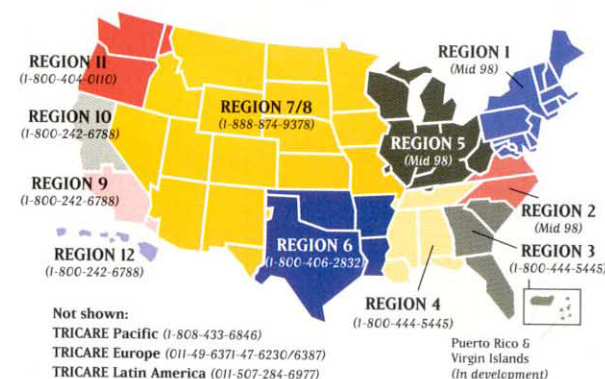 REGION 11
(1-800-404-0110)
REGION 10
(1-800-242-6788)
REGION 9
(1-800-242-6788)
REGION 12
(1-800-242-6788)
REGION 7/8
(1-888-874-9378)
REGION 1
(Mid 98)
REGION 5
(Mid 98)
REGION 2
(Mid 98)
REGION 3
(1-800-444-5445)
REGION 6
(1-800-406-2832)
REGION 4
(1-800-444-5445)
Puerto Rico &
Virgin Islands
(In development)
Not shown:
TRICARE Pacific (1-808-433-6846)
TRICARE Europe (011-49-6371-47-6230/6387)
TRICARE Latin America (011-507-284-6977)